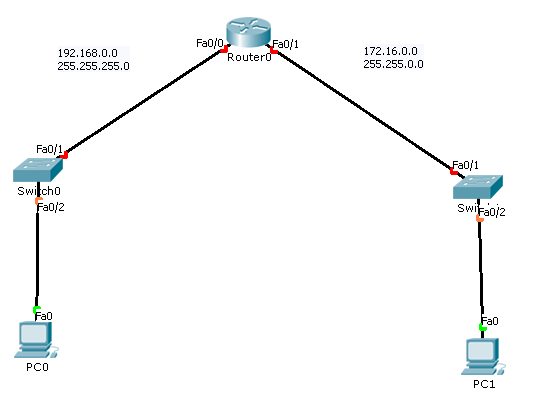 Fa0/0
Fa0/1
Router0
192.168.0.0
255.255.255.0
172.16.0.0
255.255.0.0
Fa0/1
Switch0
Fa0/2
Fa0/1
Fa0/2
Fa0
PC0
Fa0
PC1